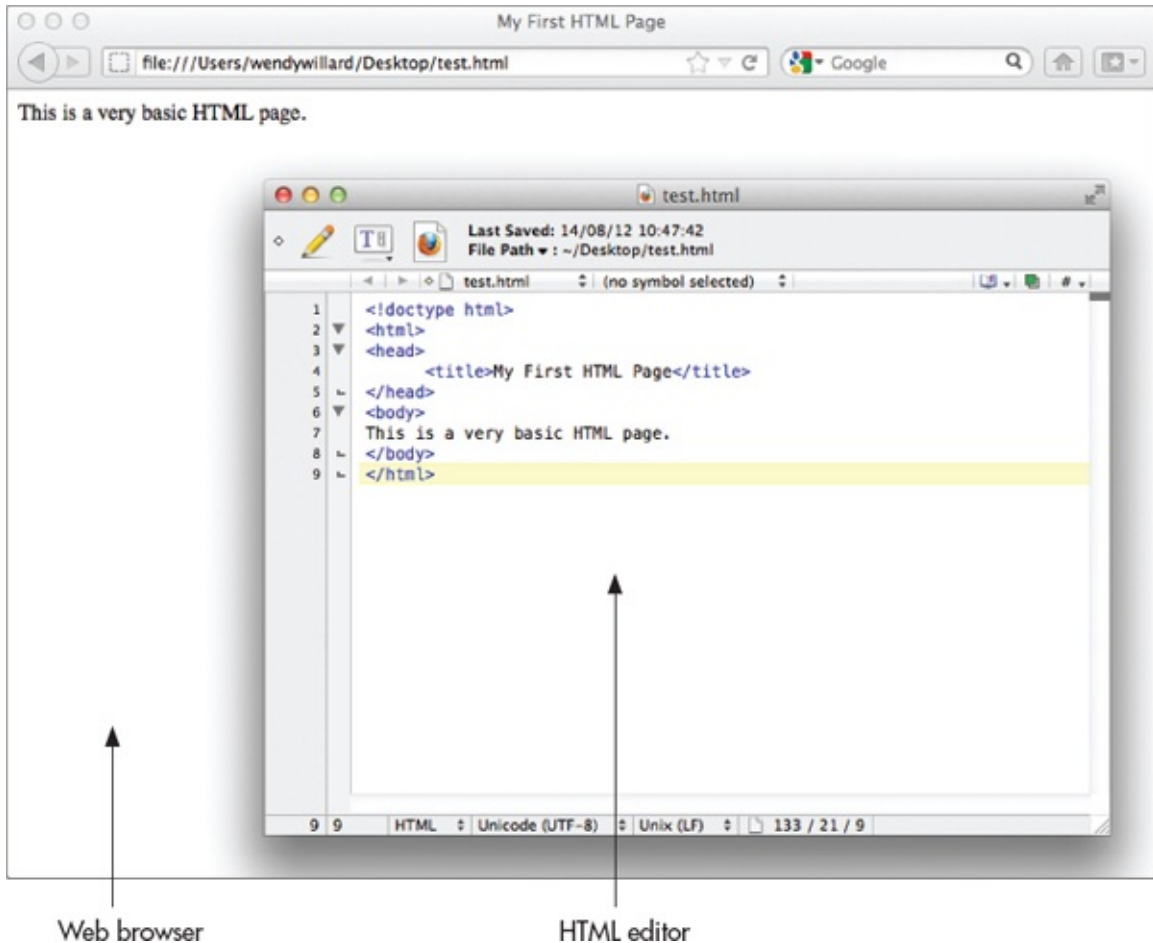 My First HTML Page
file:///Users/wendywillard/Desktop/test.html
Google
This is a very basic HTML page.
test.html
Last Saved: 14/08/12 10:47:42
File Path ▾ : ~/Desktop/test.html
test.html (no symbol selected) #
1 <!doctype html>
2 <html>
3 <head>
4 <title>My First HTML Page</title>
5 </head>
6 <body>
7 This is a very basic HTML page.
8 </body>
9 </html>
9 9 HTML Unicode (UTF-8) Unix (LF) 133 / 21 / 9
Web browser HTML editor